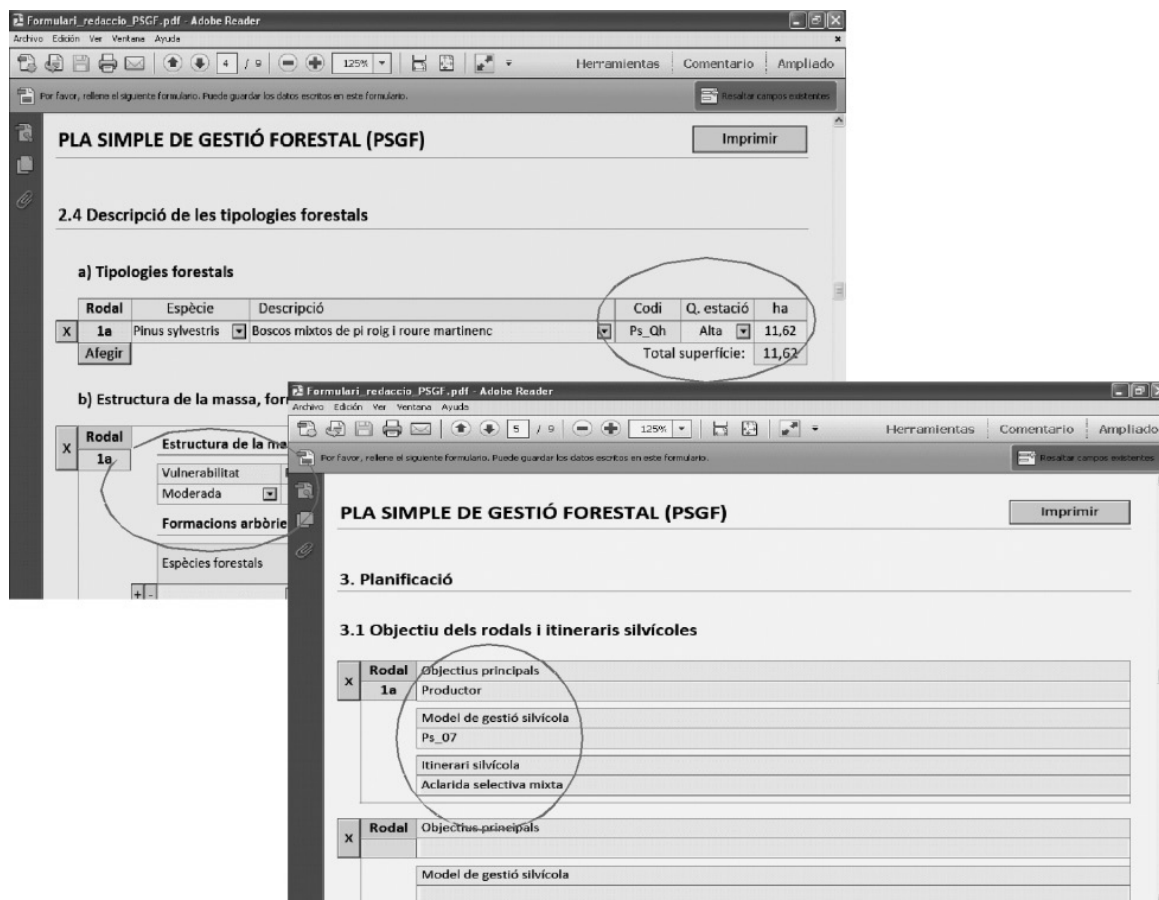 Formulari_redaccio_PSGF.pdf - Adobe Reader
Archivo Edición Ver Ventana Ayuda
4 / 9 125% Herramientas Comentario Ampliado
Por favor, rellene el siguiente formulario. Puede guardar los datos escritos en este formulario. Resaltar campos existentes
PLA SIMPLE DE GESTIÓ FORESTAL (PSGF) Imprimir
2.4 Descripció de les tipologies forestals
a) Tipologies forestals
Rodal Espècie Descripció Codi Q. estació ha
X 1a Pinus sylvestris Boscos mixtos de pi roig i roure martinenc Ps_Qh Alta 11,62
Afegir Total superfície: 11,62
b) Estructura de la massa,
X Rodal Estructura de la
1a
Vulnerabilitat
Moderada
Formacions
Espècies forestals
+ -
Formulari_redaccio_PSGF.pdf - Adobe Reader
Archivo Edición Ver Ventana Ayuda
5 / 9 125% Herramientas Comentario Ampliado
Por favor, rellene el siguiente formulario. Puede guardar los datos escritos en este formulario. Resaltar campos existentes
PLA SIMPLE DE GESTIÓ FORESTAL (PSGF) Imprimir
3. Planificació
3.1 Objectiu dels rodals i itineraris silvícoles
X Rodal Objectius principals
1a Productor
Model de gestió silvícola
Ps_07
Itinerari silvícola
Aclarida selectiva mixta
X Rodal Objectius principals
Model de gestió silvícola